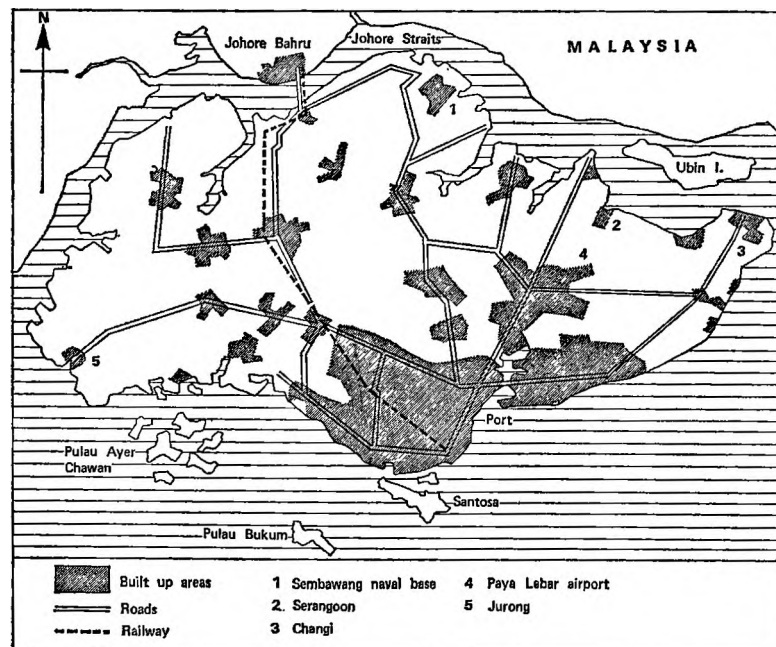 N
Johore Bahru
Johore Straits
MALAYSIA
1
Ubin I.
2
3
4
5
Port
Pulau Ayer
Chawan
Santosa
Pulau Bukum
Built up areas
Roads
Railway
1 Sembawang naval base
2. Serangoon
3 Changi
4 Paya Lebar airport
5 Jurong